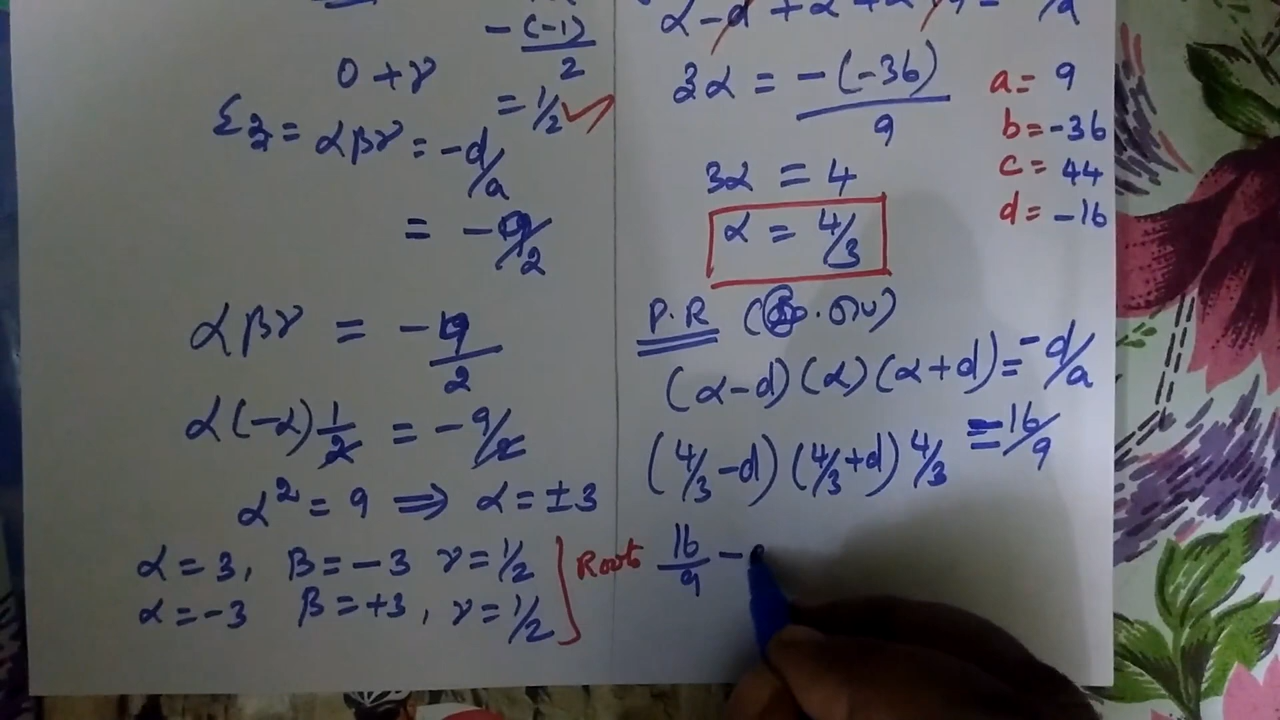 -(-1)
2
0 + γ
= 1/2 ✓
Σ3 = αβγ = -d/a
= -9/2
αβγ = -9
2
α(-α) 1/2 = -9/2
α² = 9 ⟹ α = ±3
α = 3, β = -3 γ = 1/2
α = -3 β = +3, γ = 1/2
Roots
3α = -(-36)
9
3α = 4
α = 4/3
P.R
(α-d)(α)(α+d) = -d/a
(4/3 -d)(4/3 +d) 4/3 = 16/9
16/9 -
a = 9
b = -36
c = 44
d = -16